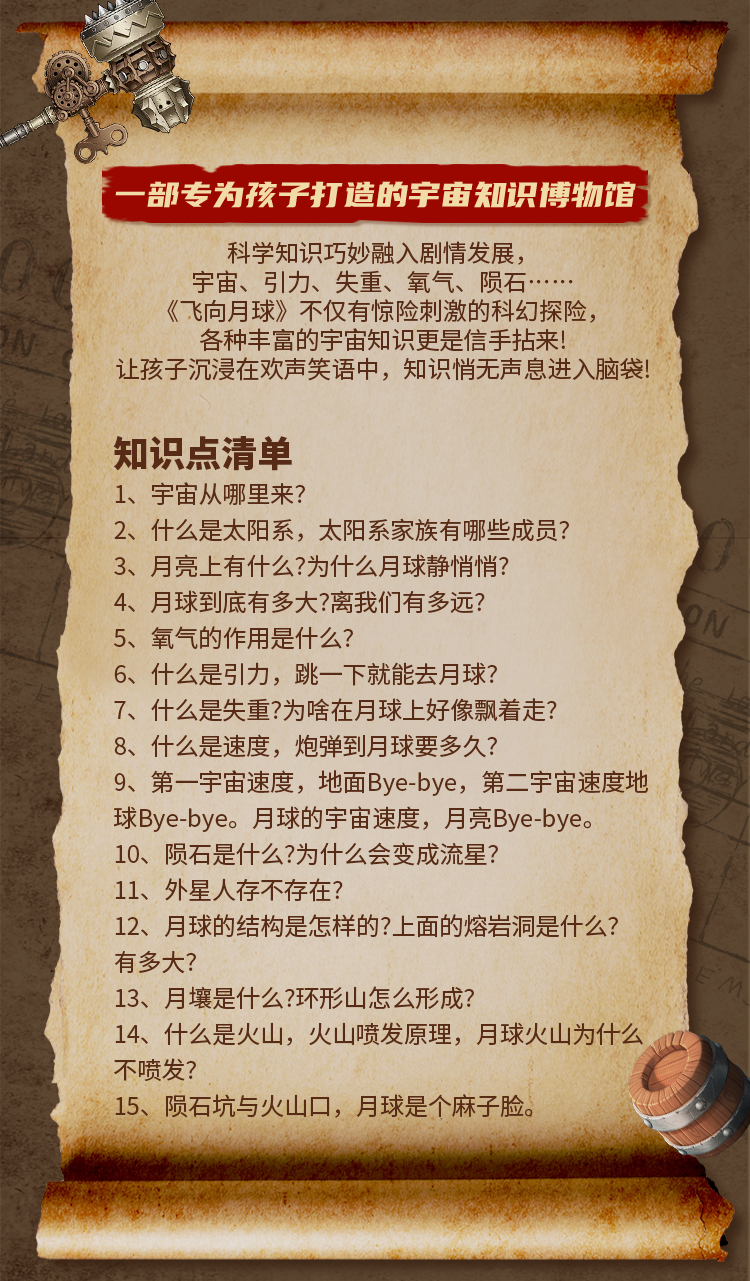 一部专为孩子打造的宇宙知识博物馆
科学知识巧妙融入剧情发展，
宇宙、引力、失重、氧气、陨石……
《飞向月球》不仅有惊险刺激的科幻探险，
各种丰富的宇宙知识更是信手拈来!
让孩子沉浸在欢声笑语中，知识悄无声息进入脑袋!
知识点清单
1、宇宙从哪里来?
2、什么是太阳系，太阳系家族有哪些成员?
3、月亮上有什么?为什么月球静悄悄?
4、月球到底有多大?离我们有多远?
5、氧气的作用是什么?
6、什么是引力，跳一下就能去月球?
7、什么是失重?为啥在月球上好像飘着走?
8、什么是速度，炮弹到月球要多久?
9、第一宇宙速度，地面Bye-bye，第二宇宙速度地
球Bye-bye。月球的宇宙速度，月亮Bye-bye。
10、陨石是什么?为什么会变成流星?
11、外星人存不存在?
12、月球的结构是怎样的?上面的熔岩洞是什么?
有多大?
13、月壤是什么?环形山怎么形成?
14、什么是火山，火山喷发原理，月球火山为什么
不喷发?
15、陨石坑与火山口，月球是个麻子脸。